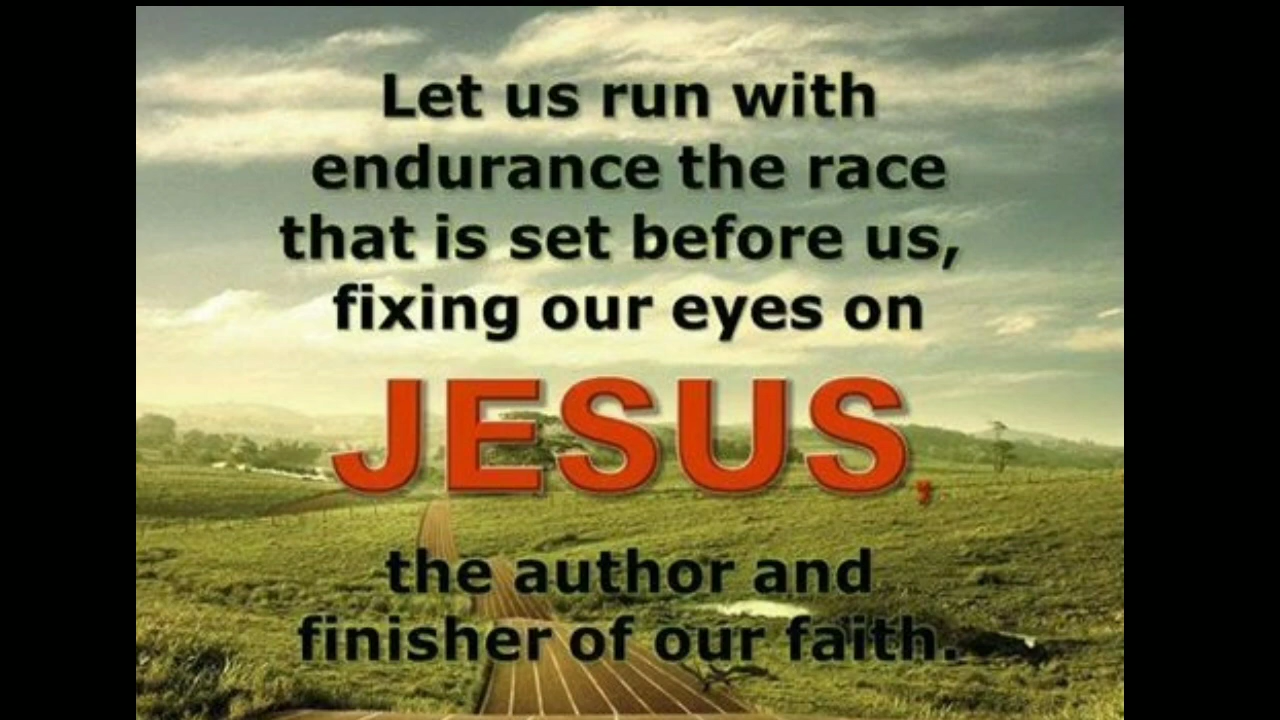 Let us run with
endurance the race
that is set before us,
fixing our eyes on
JESUS,
the author and
finisher of our faith.